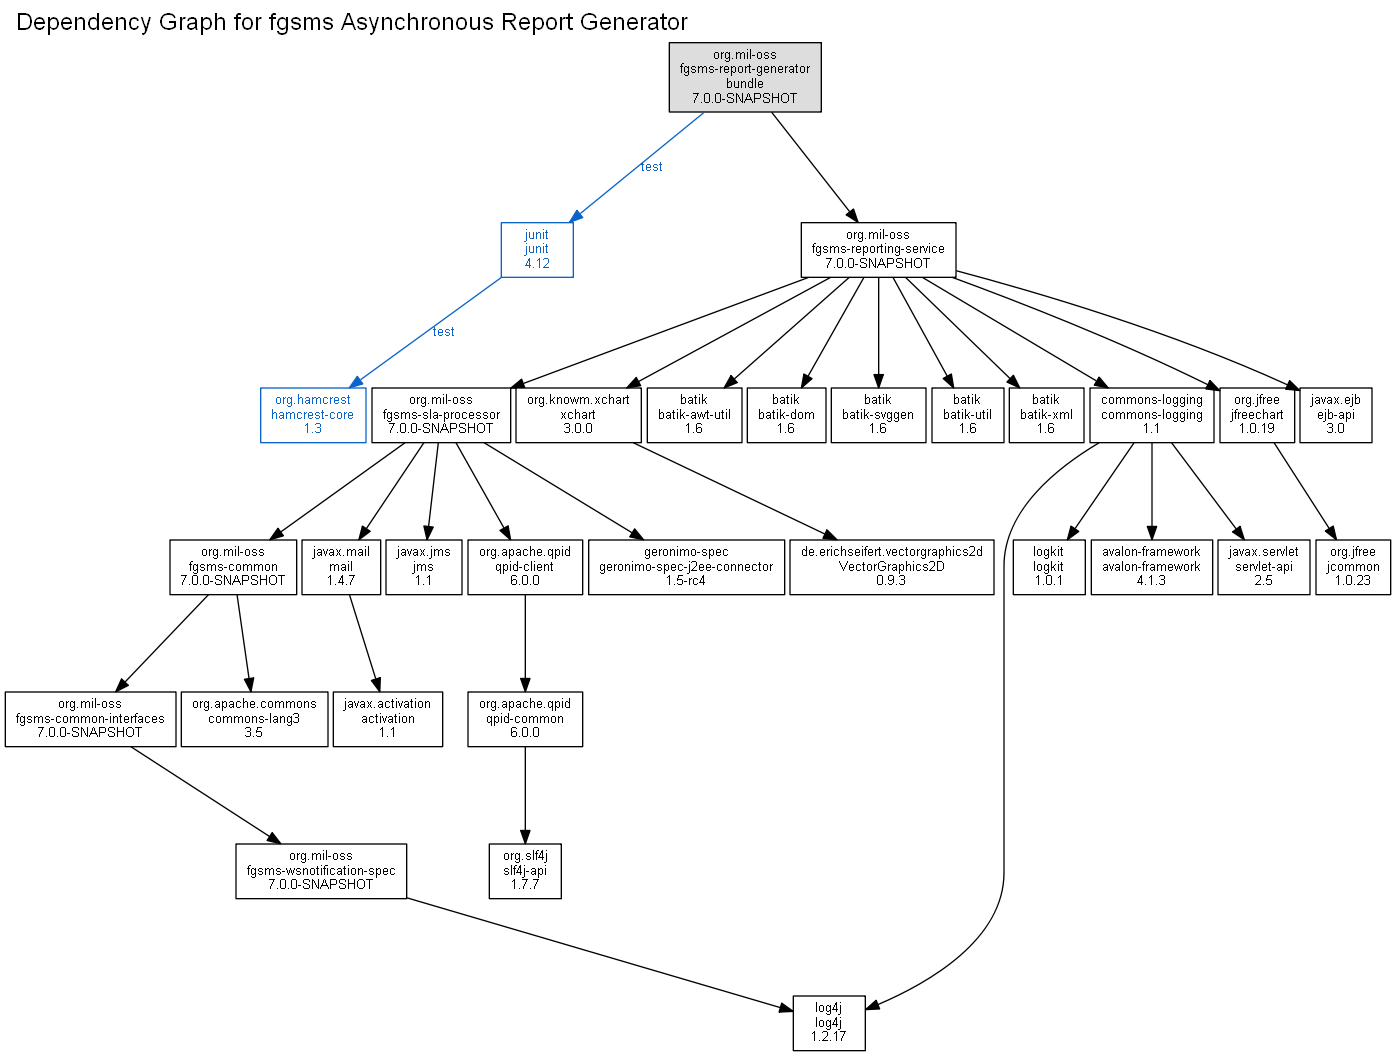 Dependency Graph for fgsms Asynchronous Report Generator
org.mil-oss
fgsms-report-generator
bundle
7.0.0-SNAPSHOT
test
junit
junit
4.12
org.mil-oss
fgsms-reporting-service
7.0.0-SNAPSHOT
test
org.hamcrest
hamcrest-core
1.3
org.mil-oss
fgsms-sla-processor
7.0.0-SNAPSHOT
org.knowm.xchart
xchart
3.0.0
batik
batik-awt-util
1.6
batik
batik-dom
1.6
batik
batik-svggen
1.6
batik
batik-util
1.6
batik
batik-xml
1.6
commons-logging
commons-logging
1.1
org.jfree
jfreechart
1.0.19
javax.ejb
ejb-api
3.0
org.mil-oss
fgsms-common
7.0.0-SNAPSHOT
javax.mail
mail
1.4.7
javax.jms
jms
1.1
org.apache.qpid
qpid-client
6.0.0
geronimo-spec
geronimo-spec-j2ee-connector
1.5-rc4
de.erichseifert.vectorgraphics2d
VectorGraphics2D
0.9.3
logkit
logkit
1.0.1
avalon-framework
avalon-framework
4.1.3
javax.servlet
servlet-api
2.5
org.jfree
jcommon
1.0.23
org.mil-oss
fgsms-common-interfaces
7.0.0-SNAPSHOT
org.apache.commons
commons-lang3
3.5
javax.activation
activation
1.1
org.apache.qpid
qpid-common
6.0.0
org.mil-oss
fgsms-wsnotification-spec
7.0.0-SNAPSHOT
org.slf4j
slf4j-api
1.7.7
log4j
log4j
1.2.17